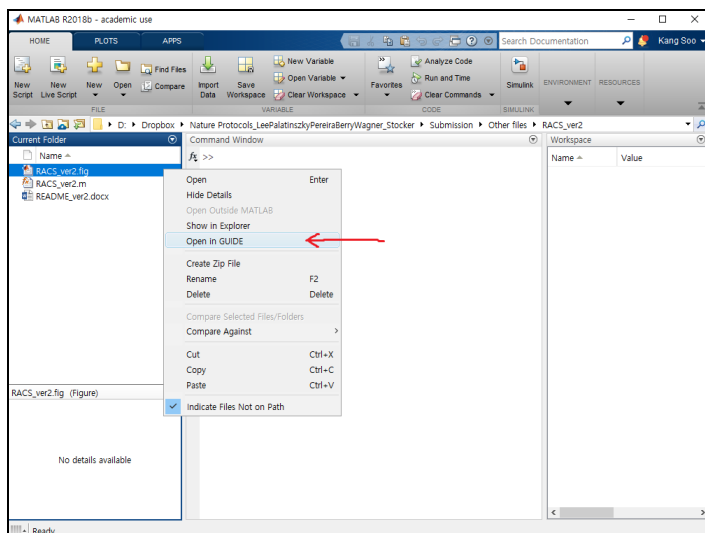 MATLAB R2018b - academic use
HOME PLOTS APPS Search Documentation Kang Soo
New Script New Live Script New Open Find Files Compare Import Data Save Workspace New Variable Open Variable Clear Workspace Favorites Analyze Code Run and Time Clear Commands Simulink ENVIRONMENT RESOURCES
FILE VARIABLE CODE SIMULINK
D: Dropbox Nature Protocols_LeePalatinszkyPereiraBerryWagner_Stocker Submission Other files RACS_ver2
Current Folder Command Window Workspace
Name fx >> Name Value
RACS_ver2.fig
RACS_ver2.m
README_ver2.docx
Open Enter
Hide Details
Open Outside MATLAB
Show in Explorer
Open in GUIDE
Create Zip File
Rename F2
Delete Delete
Compare Selected Files/Folders
Compare Against
Cut Ctrl+X
Copy Ctrl+C
Paste Ctrl+V
Indicate Files Not on Path
RACS_ver2.fig (Figure)
No details available
Ready